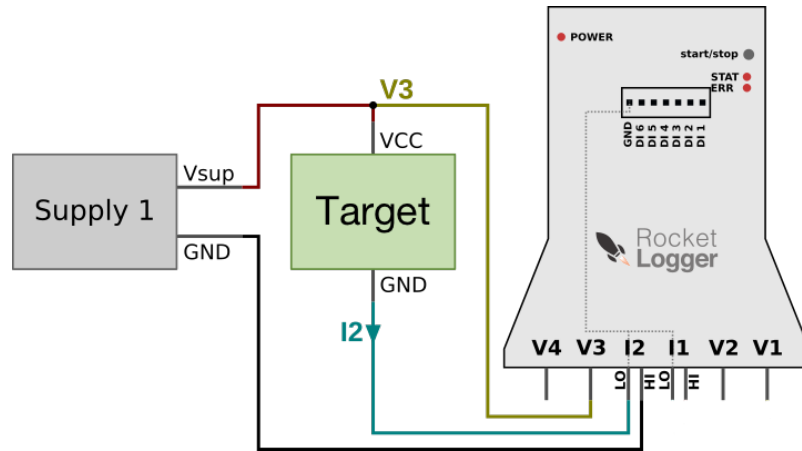 POWER
start/stop
STAT
ERR
V3
VCC
Vsup
Supply 1
Target
GND
GND
I2
GND
DI 6
DI 5
DI 4
DI 3
DI 2
DI 1
Rocket
Logger
V4 V3 I2 I1 V2 V1
LO HI LO HI